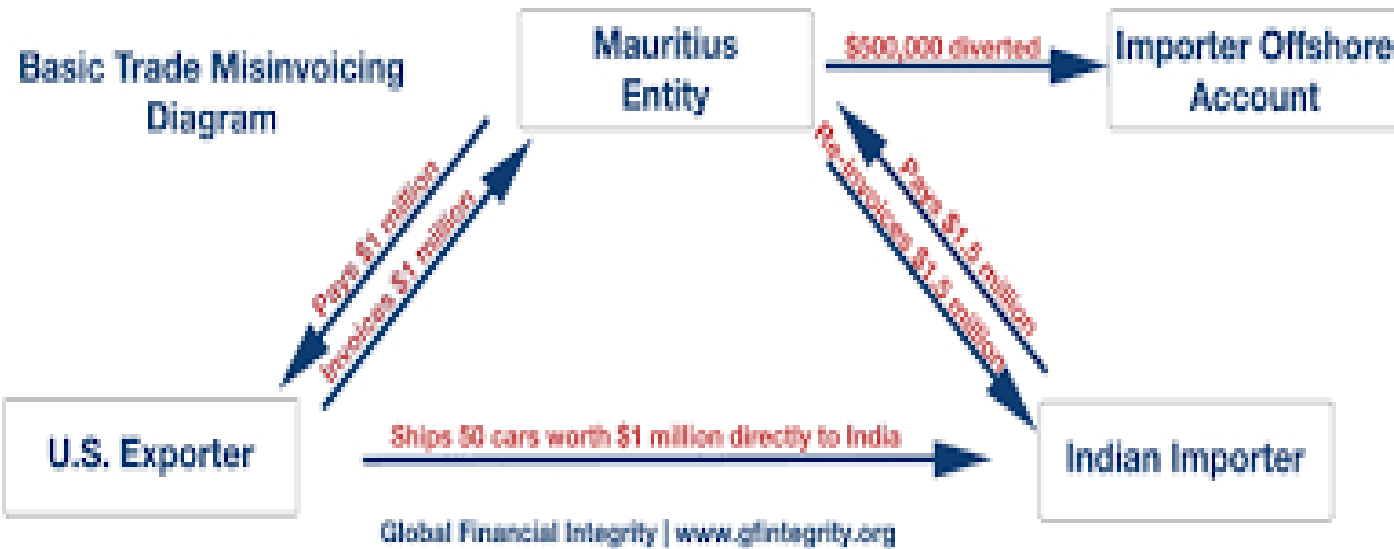 Basic Trade Misinvoicing
Diagram
Mauritius
Entity
$500,000 diverted
Importer Offshore
Account
Pays $1 million
Invoices $1 million
Re-invoices $1.5 million
Pays $1.5 million
U.S. Exporter
Ships 50 cars worth $1 million directly to India
Indian Importer
Global Financial Integrity | www.gfintegrity.org